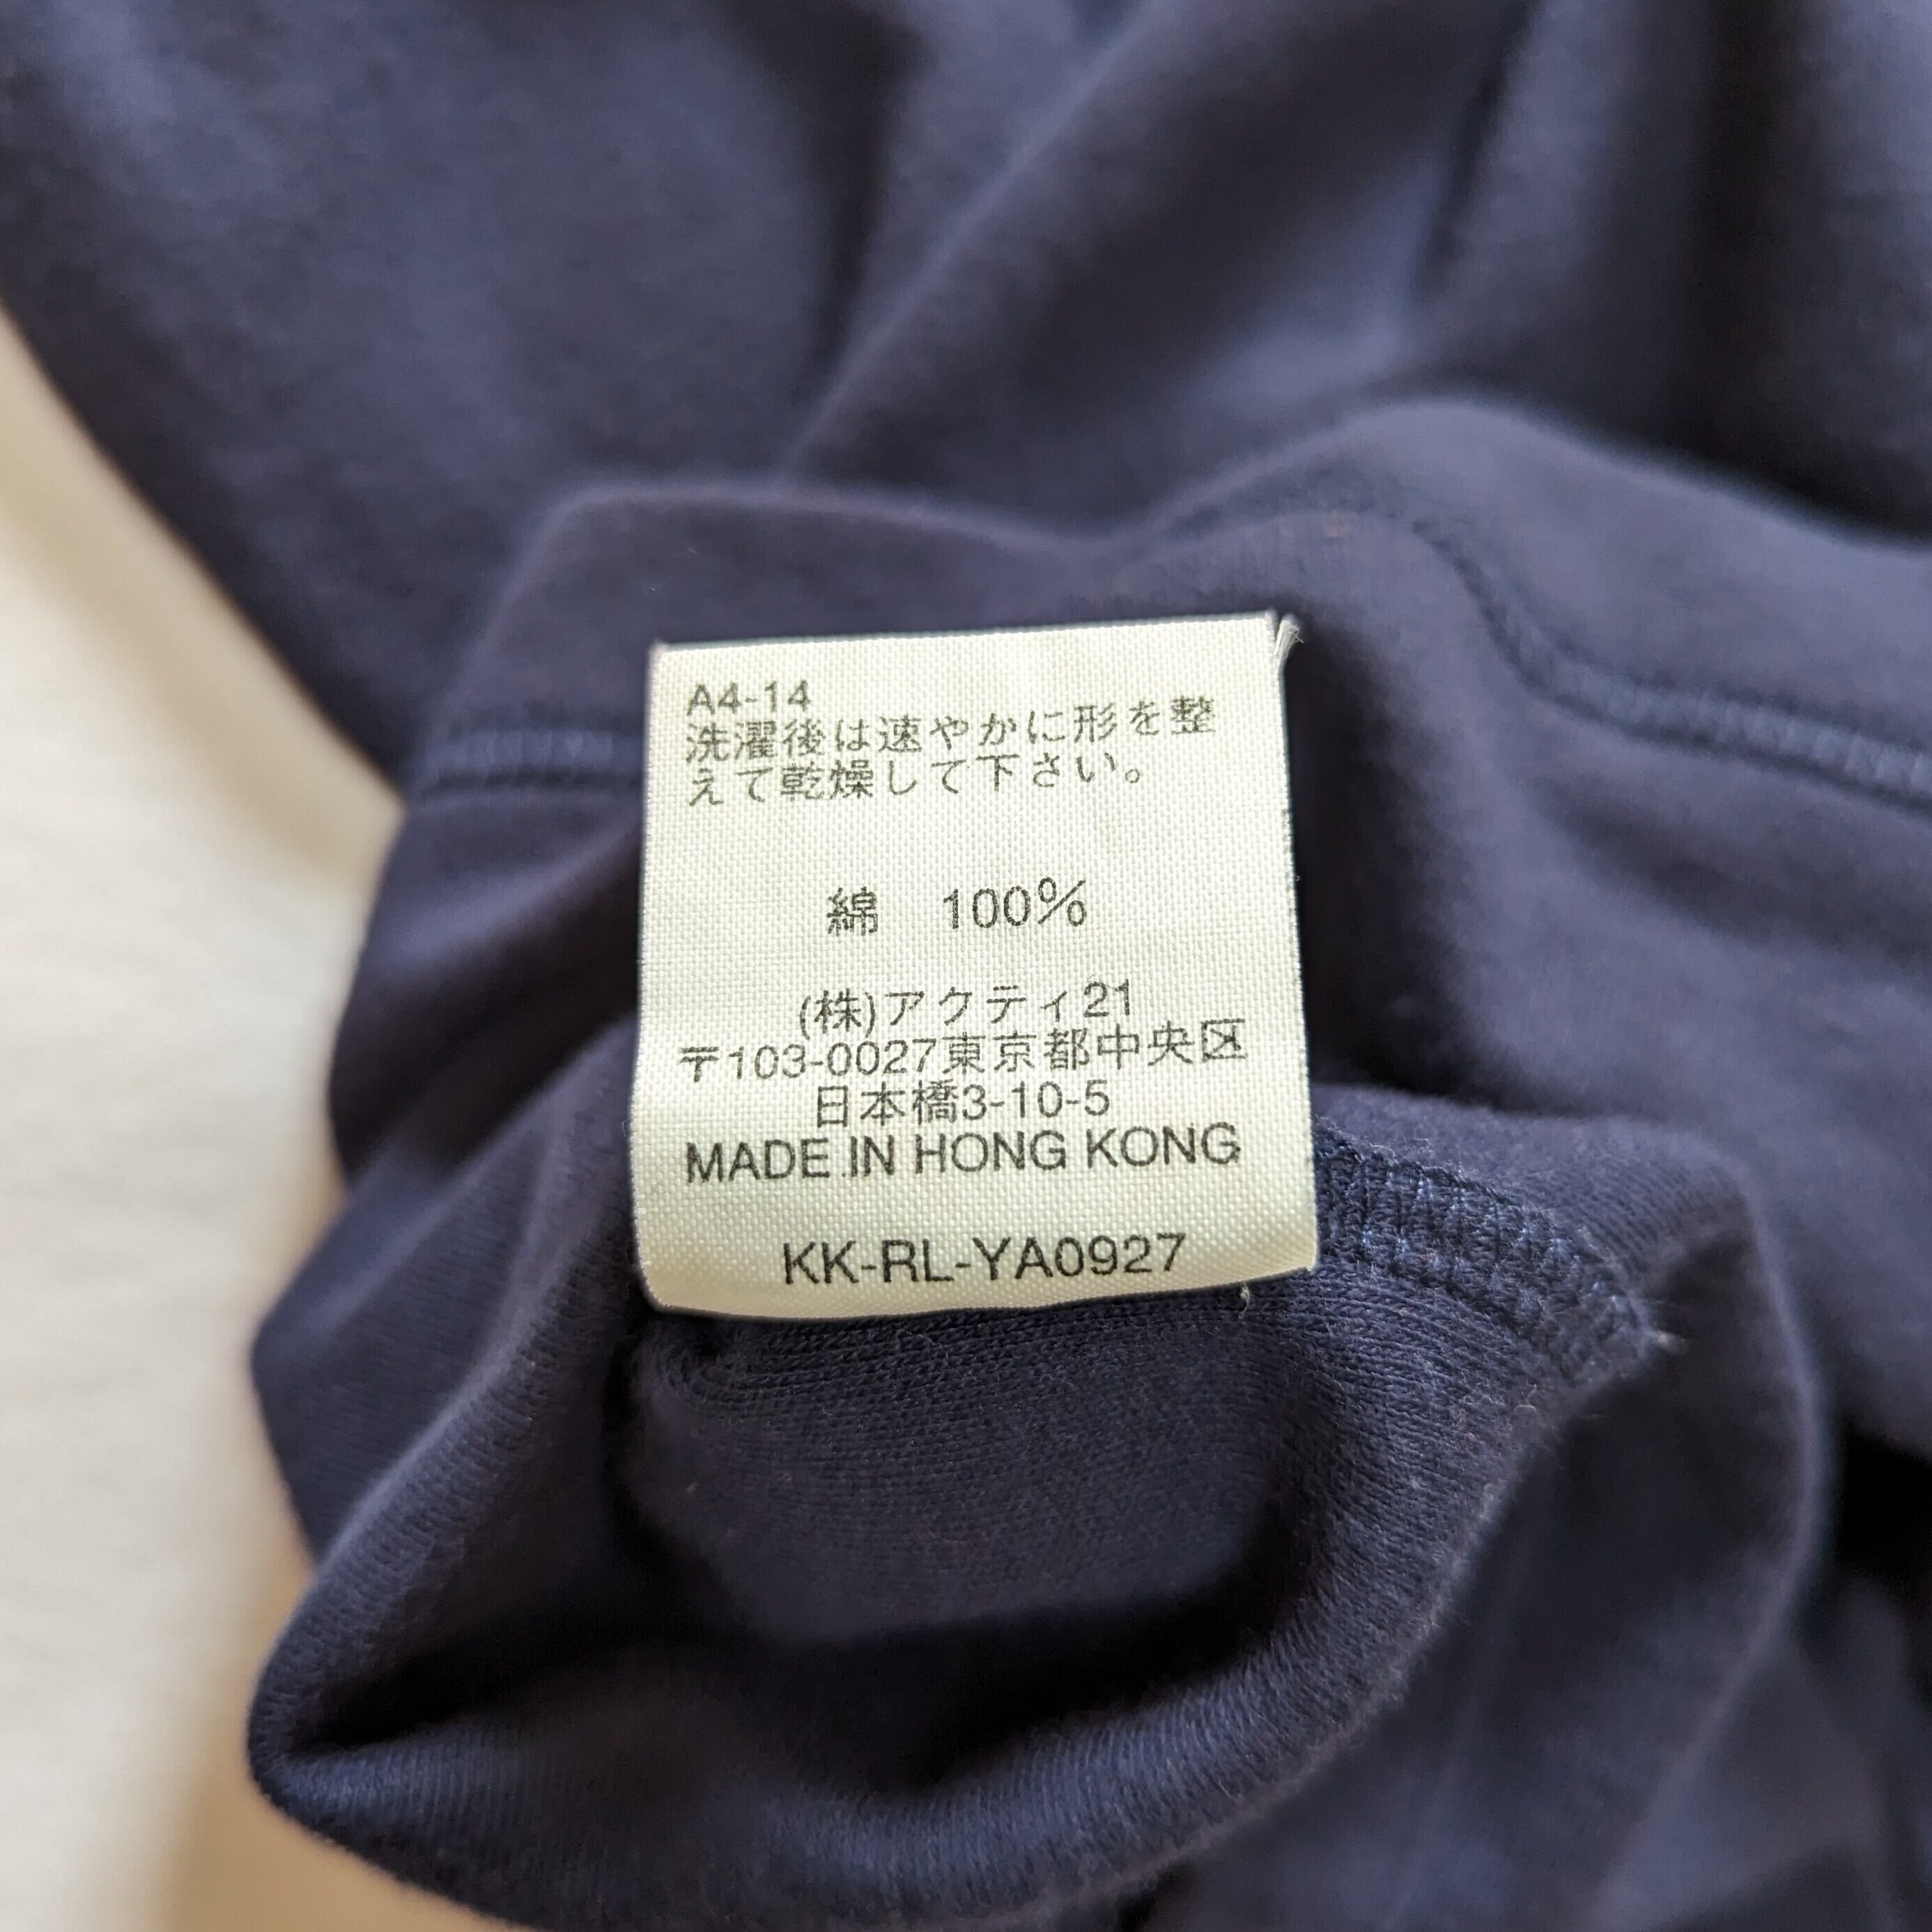 A4-14
洗濯後は速やかに形を整
えて乾燥して下さい。
綿　100%
(株)アクティ21
〒103-0027東京都中央区
日本橋3-10-5
MADE IN HONG KONG
KK-RL-YA0927